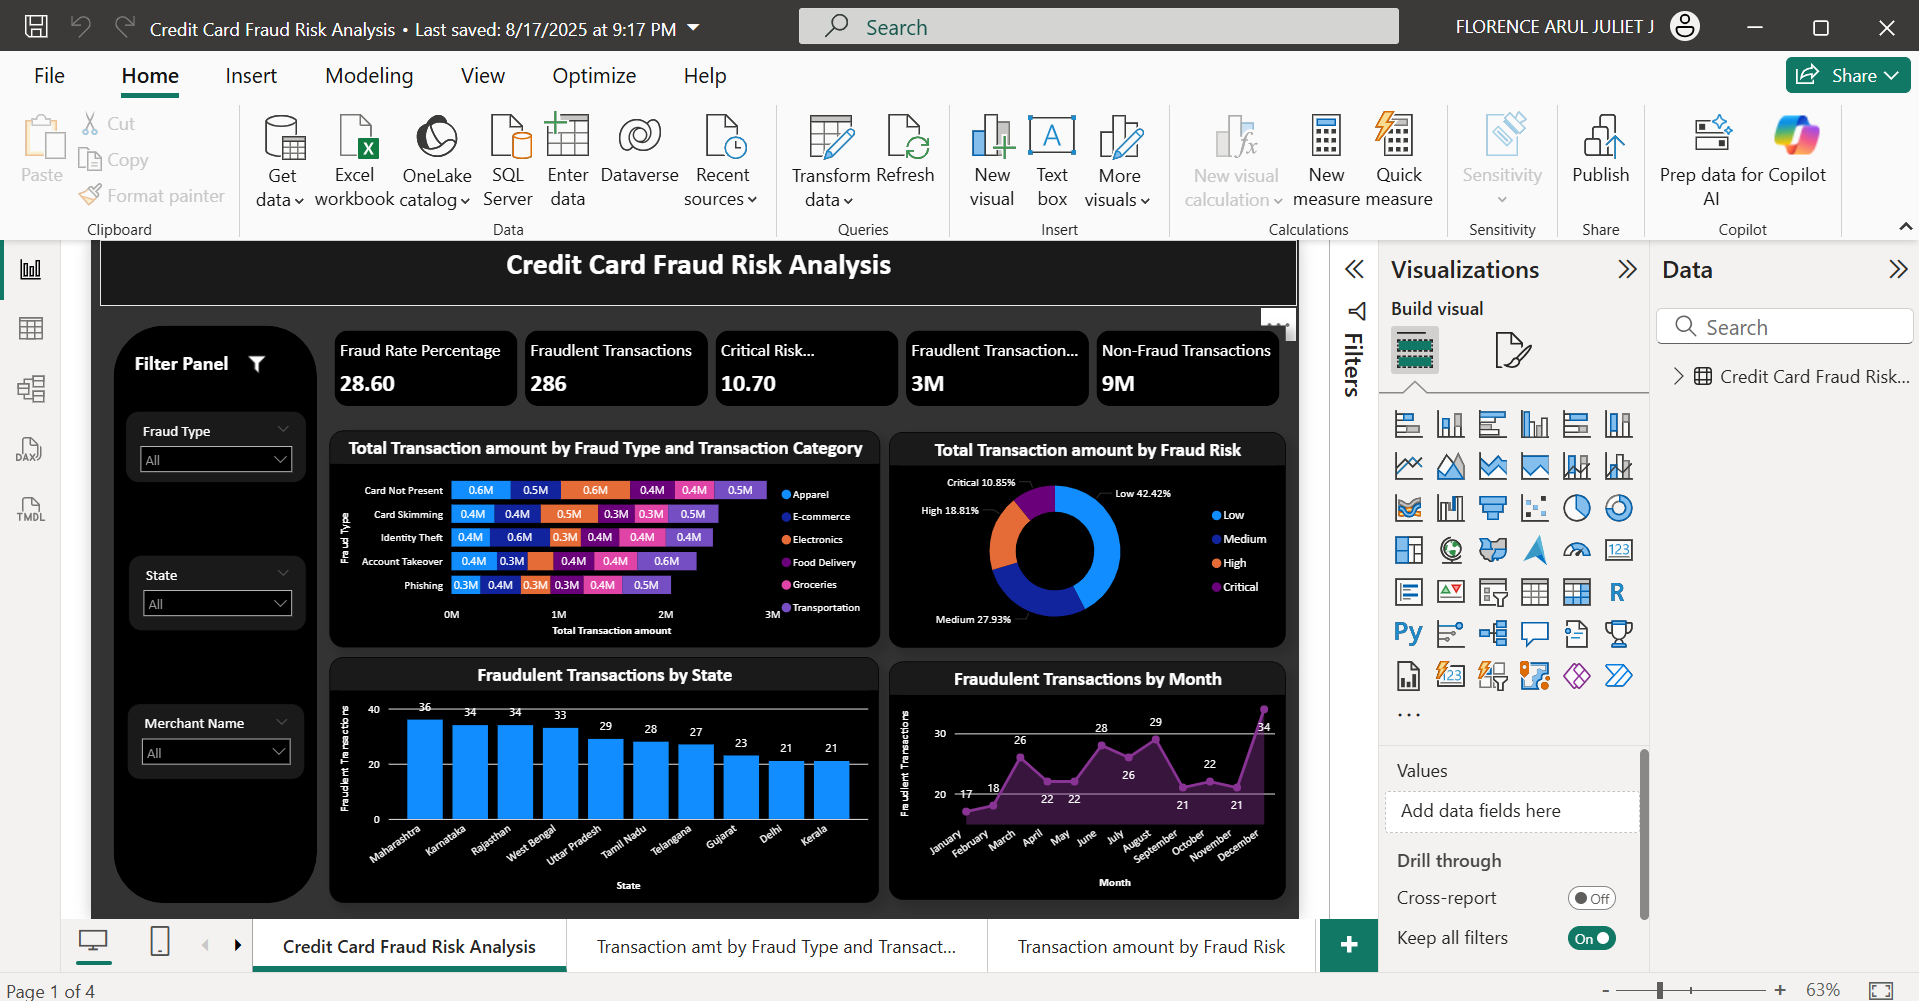 Credit Card Fraud Risk Analysis • Last saved: 8/17/2025 at 9:17 PM
Search
FLORENCE ARUL JULIET J
File
Home
Insert
Modeling
View
Optimize
Help
Share
Paste
Cut
Copy
Format painter
Clipboard
Get data
Excel workbook
OneLake catalog
SQL Server
Enter data
Dataverse
Recent sources
Data
Transform data
Refresh
Queries
New visual
Text box
More visuals
Insert
New visual calculation
New measure
Quick measure
Calculations
Sensitivity
Sensitivity
Publish
Share
Prep data for AI
Copilot
Copilot
DAX
TMDL
Credit Card Fraud Risk Analysis
Filter Panel
Fraud Type
All
State
All
Merchant Name
All
Fraud Rate Percentage
28.60
Fraudlent Transactions
286
Critical Risk...
10.70
Fraudlent Transaction...
3M
Non-Fraud Transactions
9M
Total Transaction amount by Fraud Type and Transaction Category
Fraud Type
Card Not Present 0.6M 0.5M 0.6M 0.4M 0.4M 0.5M
Card Skimming 0.4M 0.4M 0.5M 0.3M 0.3M 0.5M
Identity Theft 0.4M 0.6M 0.3M 0.4M 0.4M 0.4M
Account Takeover 0.4M 0.3M 0.4M 0.4M 0.6M
Phishing 0.3M 0.4M 0.3M 0.3M 0.4M 0.5M
0M 1M 2M 3M
Total Transaction amount
Apparel
E-commerce
Electronics
Food Delivery
Groceries
Transportation
Total Transaction amount by Fraud Risk
Critical 10.85%
Low 42.42%
High 18.81%
Medium 27.93%
Low
Medium
High
Critical
Fraudulent Transactions by State
Fraudulent Transactions
40
20
0
36 34 34 33 29 28 27 23 21 21
Maharashtra Karnataka Rajasthan West Bengal Uttar Pradesh Tamil Nadu Telangana Gujarat Delhi Kerala
State
Fraudulent Transactions by Month
Fraudlent Transactions
30
20
17 18 26 22 22 28 26 29 21 22 21 34
January February March April May June July August September October November December
Month
Filters
Visualizations
Build visual
123
R
Py
123
...
Values
Add data fields here
Drill through
Cross-report
Off
Keep all filters
On
Data
Search
Credit Card Fraud Risk...
Credit Card Fraud Risk Analysis
Transaction amt by Fraud Type and Transact...
Transaction amount by Fraud Risk
+
Page 1 of 4
- + 63%